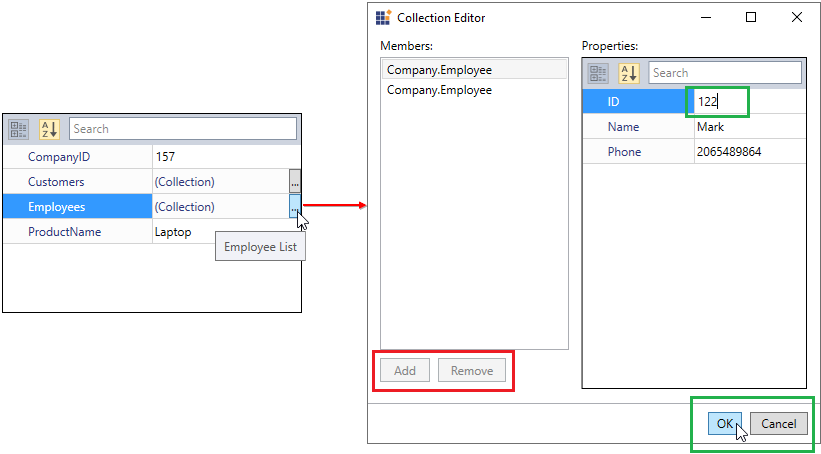 Search
CompanyID 157
Customers (Collection) ...
Employees (Collection) ...
ProductName Laptop
Employee List
Collection Editor
Members:
Company.Employee
Company.Employee
Add Remove
Properties:
Search
ID 122
Name Mark
Phone 2065489864
OK Cancel